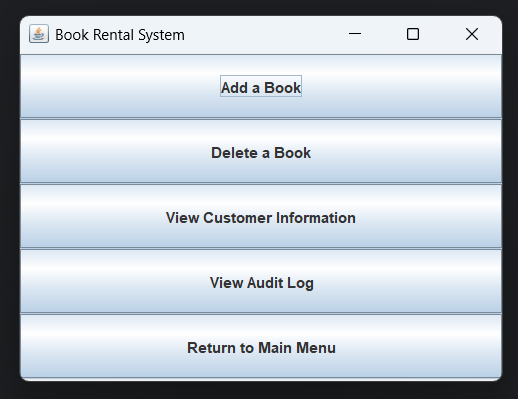 Book Rental System
Add a Book
Delete a Book
View Customer Information
View Audit Log
Return to Main Menu